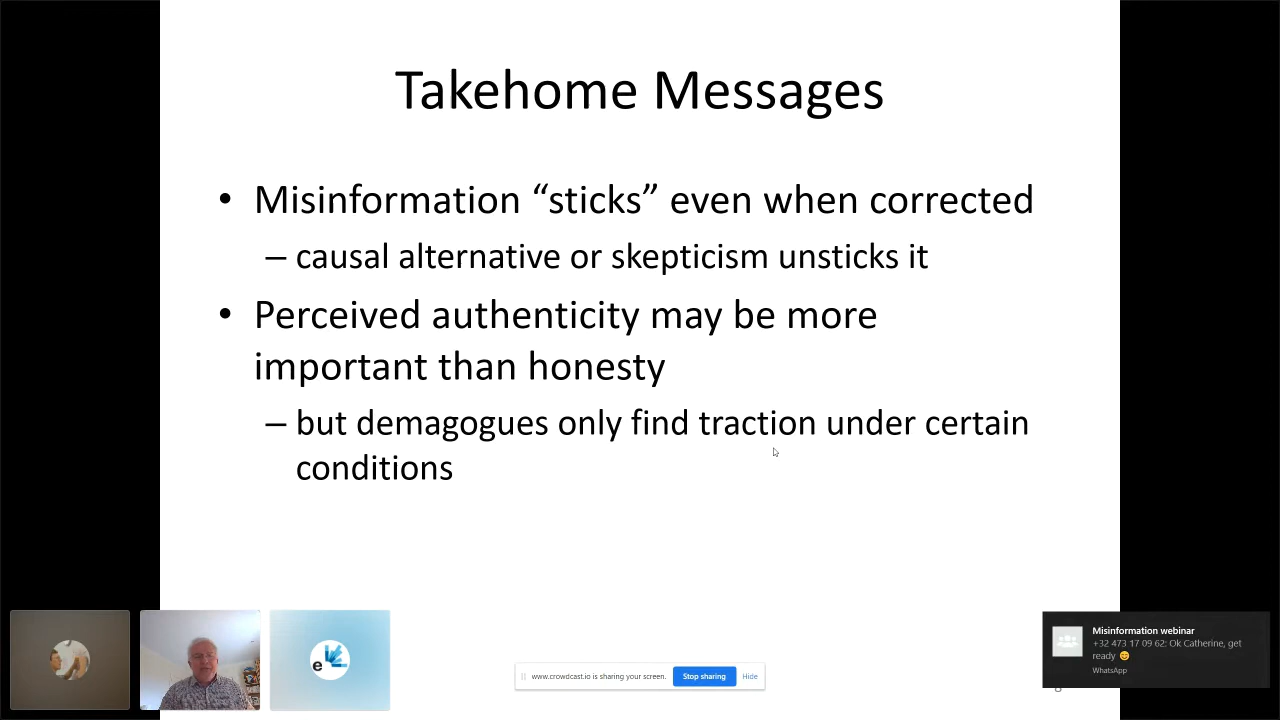 Takehome Messages
• Misinformation “sticks” even when corrected
– causal alternative or skepticism unsticks it
• Perceived authenticity may be more
important than honesty
– but demagogues only find traction under certain
conditions
e
www.crowdcast.io is sharing your screen.
Stop sharing
Hide
Misinformation webinar
+32 473 17 09 62: Ok Catherine, get
ready 😊
WhatsApp